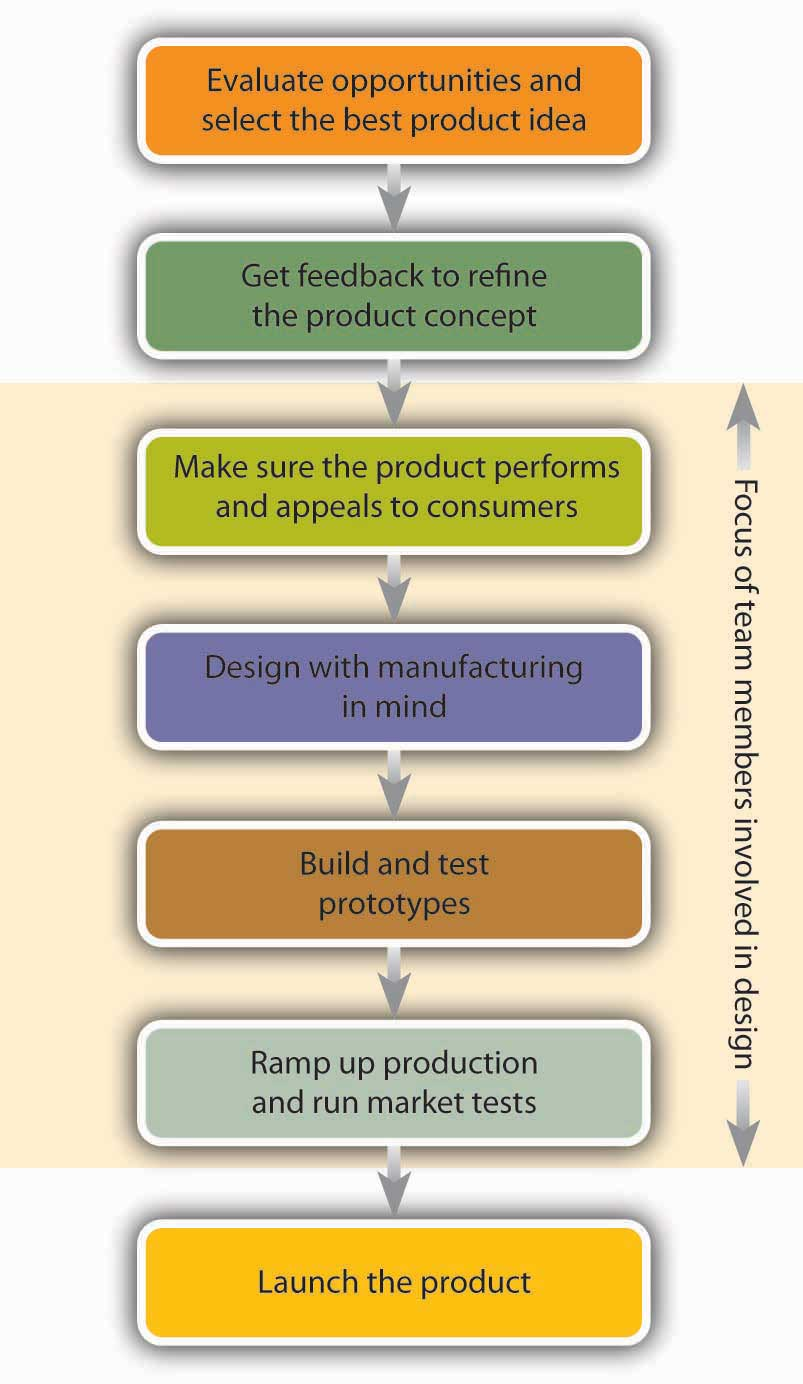 Evaluate opportunities and
select the best product idea
Get feedback to refine
the product concept
Make sure the product performs
and appeals to consumers
Design with manufacturing
in mind
Build and test
prototypes
Ramp up production
and run market tests
Launch the product
Focus of team members involved in design